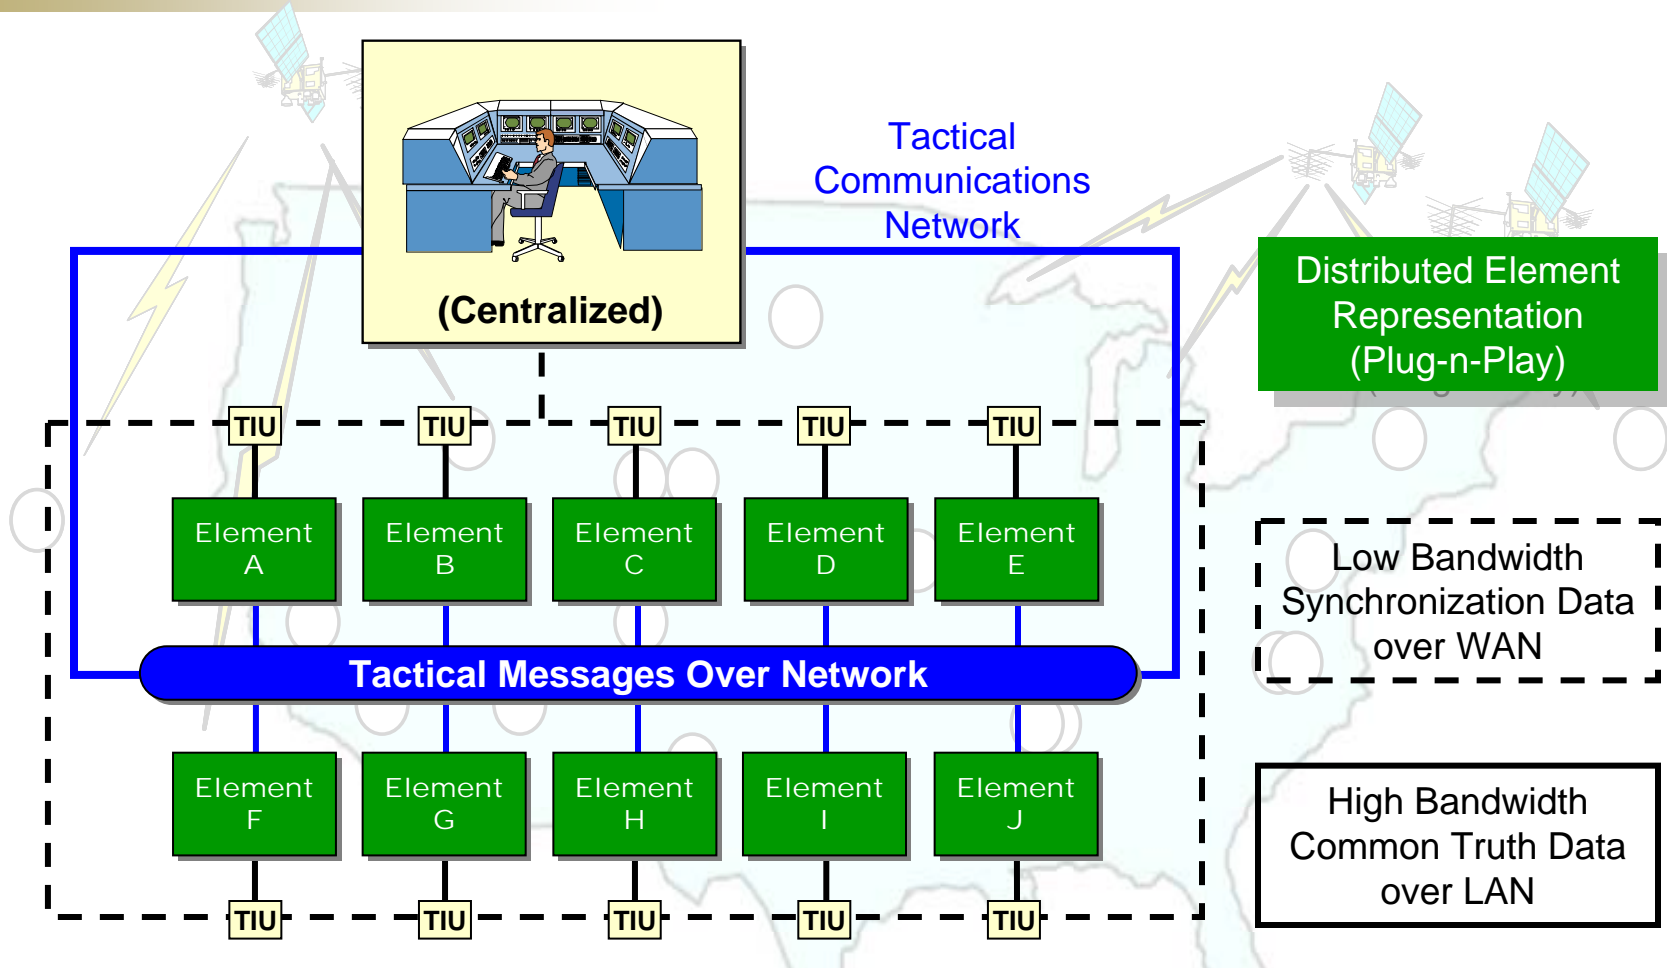 Tactical
Communications
Network
(Centralized)
Distributed Element
Representation
(Plug-n-Play)
TIU
TIU
TIU
TIU
TIU
Element
A
Element
B
Element
C
Element
D
Element
E
Low Bandwidth
Synchronization Data
over WAN
Tactical Messages Over Network
Element
F
Element
G
Element
H
Element
I
Element
J
High Bandwidth
Common Truth Data
over LAN
TIU
TIU
TIU
TIU
TIU